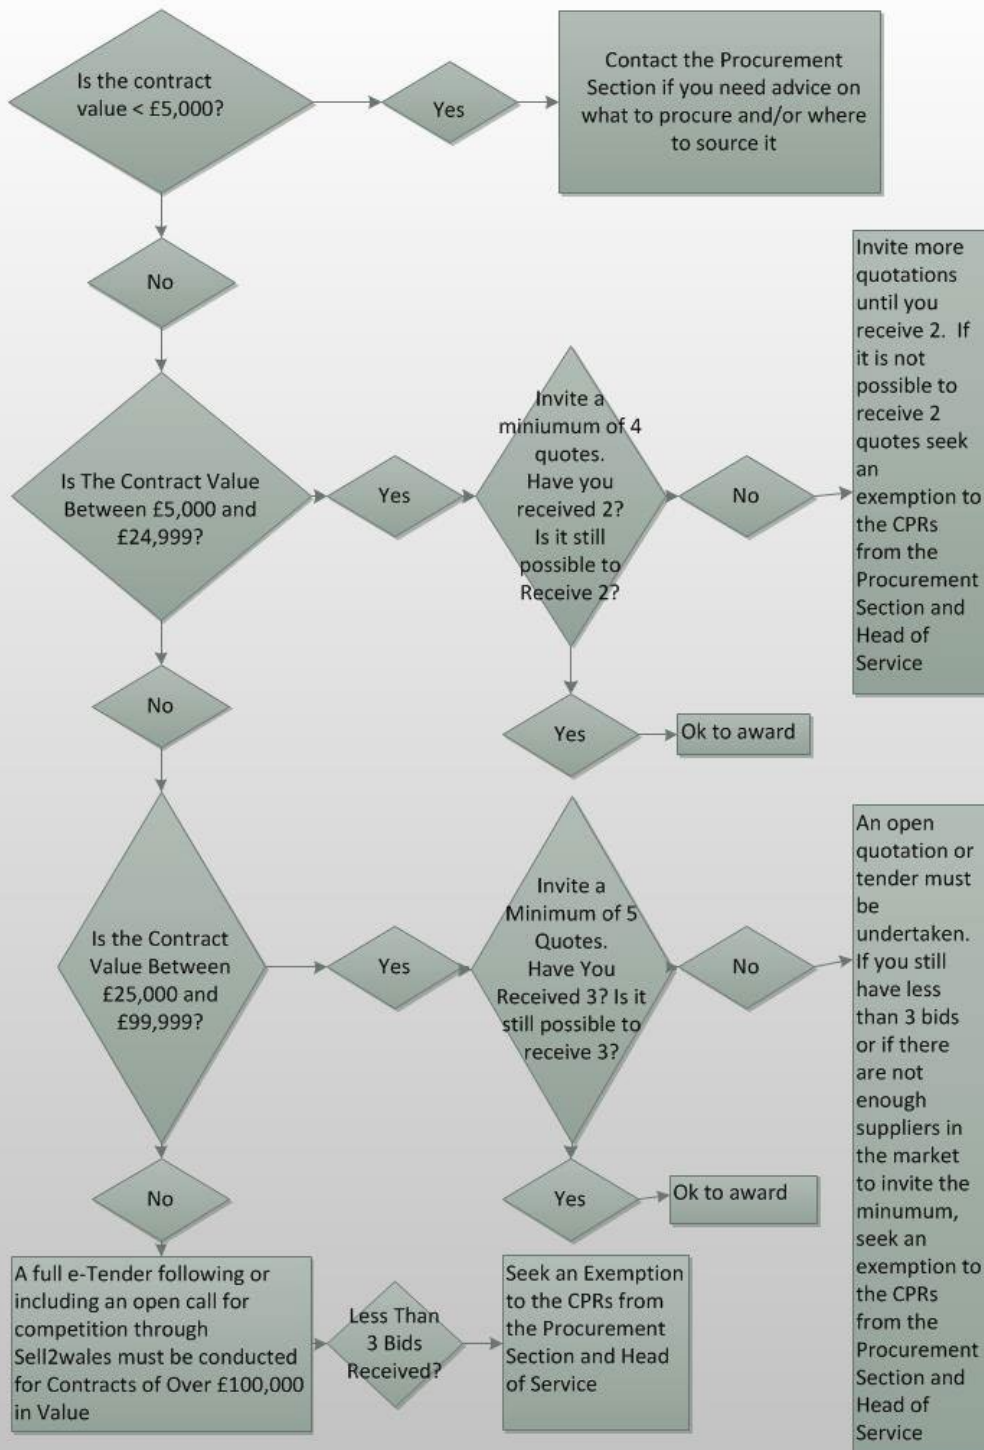 Is the contract
value < £5,000?
Yes
Contact the Procurement
Section if you need advice on
what to procure and/or where
to source it
No
Is The Contract Value
Between £5,000 and
£24,999?
Yes
Invite a
miniumum of 4
quotes.
Have you
received 2?
Is it still
possible to
Receive 2?
No
Invite more
quotations
until you
receive 2.  If
it is not
possible to
receive 2
quotes seek
an
exemption to
the CPRs
from the
Procurement
Section and
Head of
Service
Yes
Ok to award
No
Is the Contract
Value Between
£25,000 and
£99,999?
Yes
Invite a
Minimum of 5
Quotes.
Have You
Received 3? Is it
still possible to
receive 3?
No
An open
quotation or
tender must
be
undertaken.
If you still
have less
than 3 bids
or if there
are not
enough
suppliers in
the market
to invite the
minumum,
seek an
exemption to
the CPRs
from the
Procurement
Section and
Head of
Service
Yes
Ok to award
No
A full e-Tender following or
including an open call for
competition through
Sell2wales must be conducted
for Contracts of Over £100,000
in Value
Less Than
3 Bids
Received?
Seek an Exemption
to the CPRs from
the Procurement
Section and Head
of Service